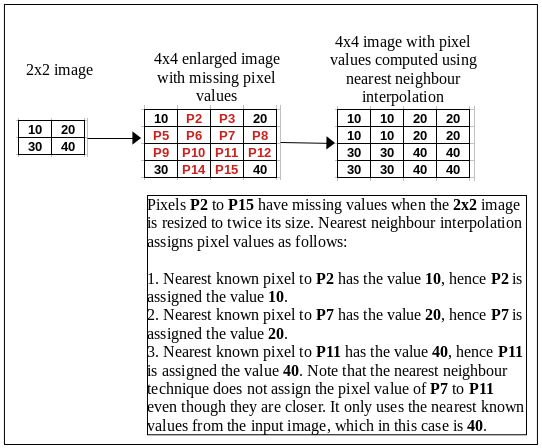 2x2 image
4x4 enlarged image
with missing pixel
values
4x4 image with pixel
values computed using
nearest neighbour
interpolation
10 20
30 40
10 P2 P3 20
P5 P6 P7 P8
P9 P10 P11 P12
30 P14 P15 40
10 10 20 20
10 10 20 20
30 30 40 40
30 30 40 40
Pixels P2 to P15 have missing values when the 2x2 image
is resized to twice its size. Nearest neighbour interpolation
assigns pixel values as follows:
1. Nearest known pixel to P2 has the value 10, hence P2 is
assigned the value 10.
2. Nearest known pixel to P7 has the value 20, hence P7 is
assigned the value 20.
3. Nearest known pixel to P11 has the value 40, hence P11
is assigned the value 40. Note that the nearest neighbour
technique does not assign the pixel value of P7 to P11
even though they are closer. It only uses the nearest known
values from the input image, which in this case is 40.